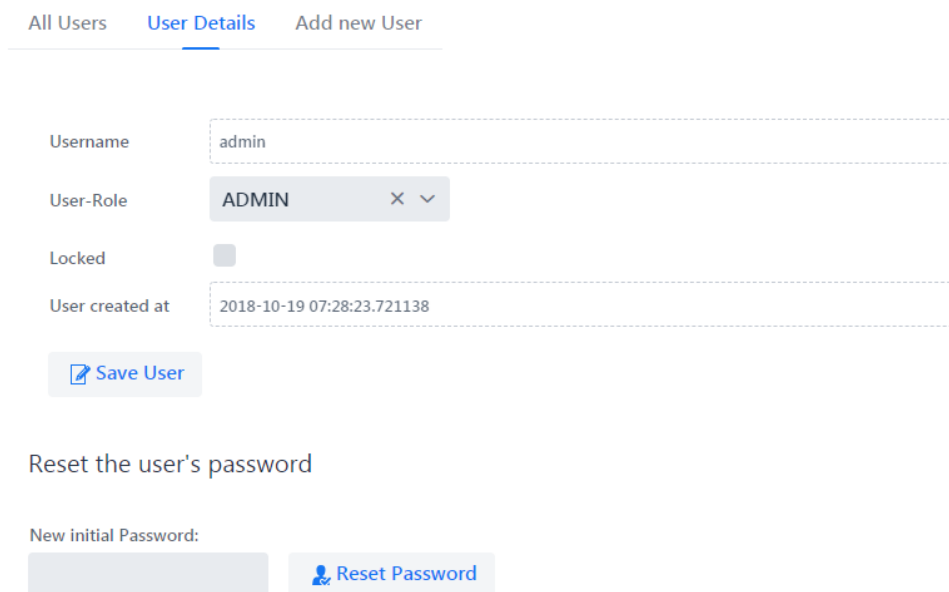 All Users User Details Add new User
Username admin
User-Role ADMIN
Locked
User created at 2018-10-19 07:28:23.721138
Save User
Reset the user's password
New initial Password:
Reset Password